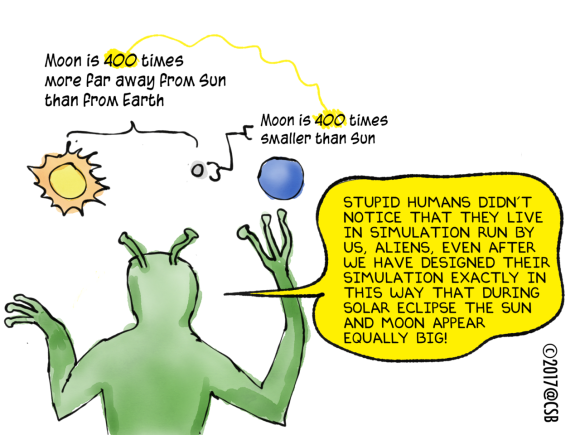 Moon is 400 times
more far away from Sun
than from Earth
Moon is 400 times
smaller than Sun
STUPID HUMANS DIDN'T
NOTICE THAT THEY LIVE
IN SIMULATION RUN BY
US, ALIENS, EVEN AFTER
WE HAVE DESIGNED THEIR
SIMULATION EXACTLY IN
THIS WAY THAT DURING
SOLAR ECLIPSE THE SUN
AND MOON APPEAR
EQUALLY BIG!
©2017@CSB